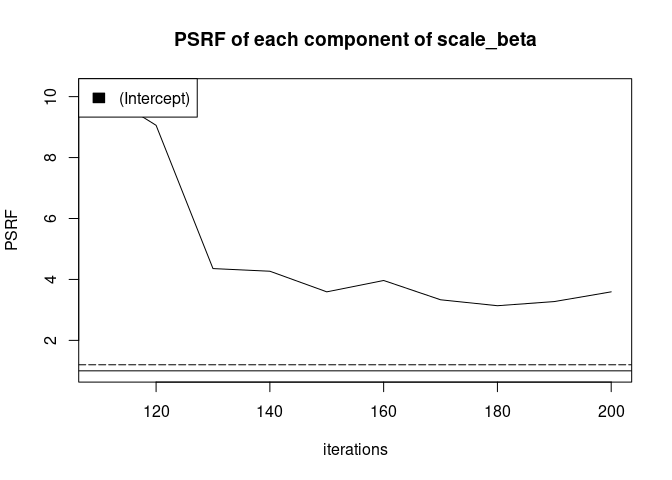 PSRF of each component of scale_beta
(Intercept)
PSRF
10
8
6
4
2
120 140 160 180 200
iterations